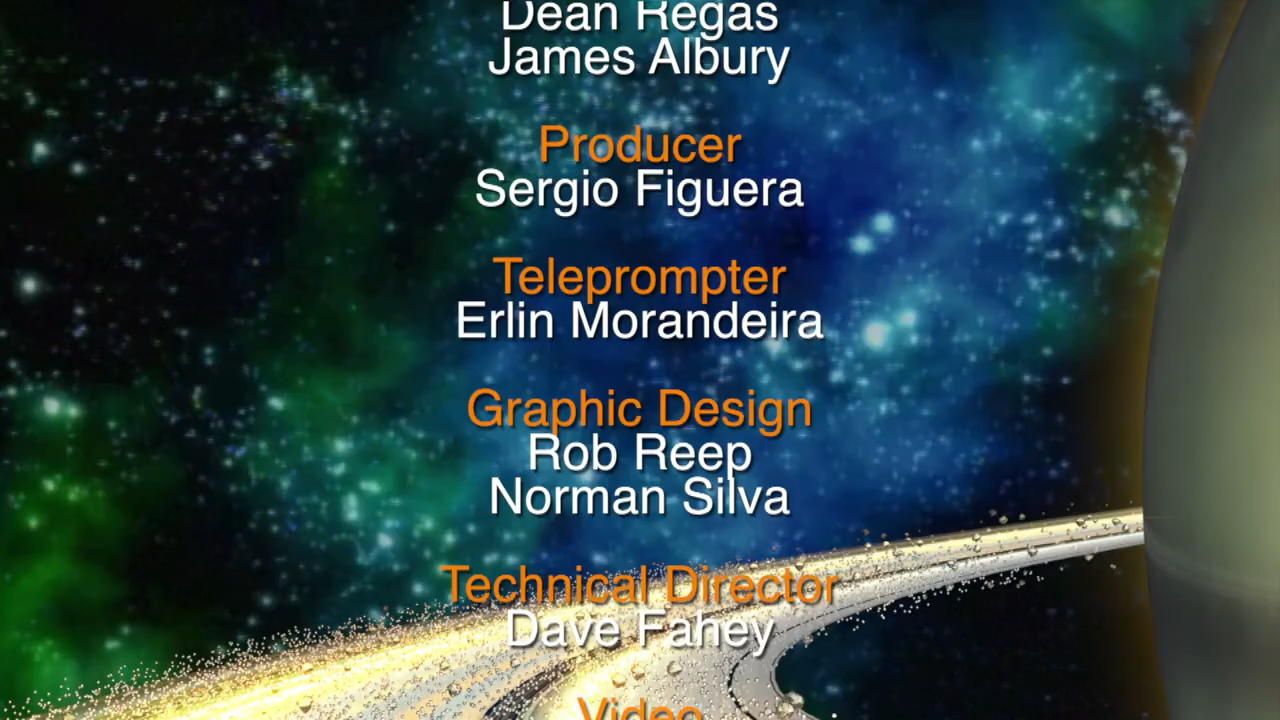 Dean Regas
James Albury
Producer
Sergio Figuera
Teleprompter
Erlin Morandeira
Graphic Design
Rob Reep
Norman Silva
Technical Director
Dave Fahey
Video